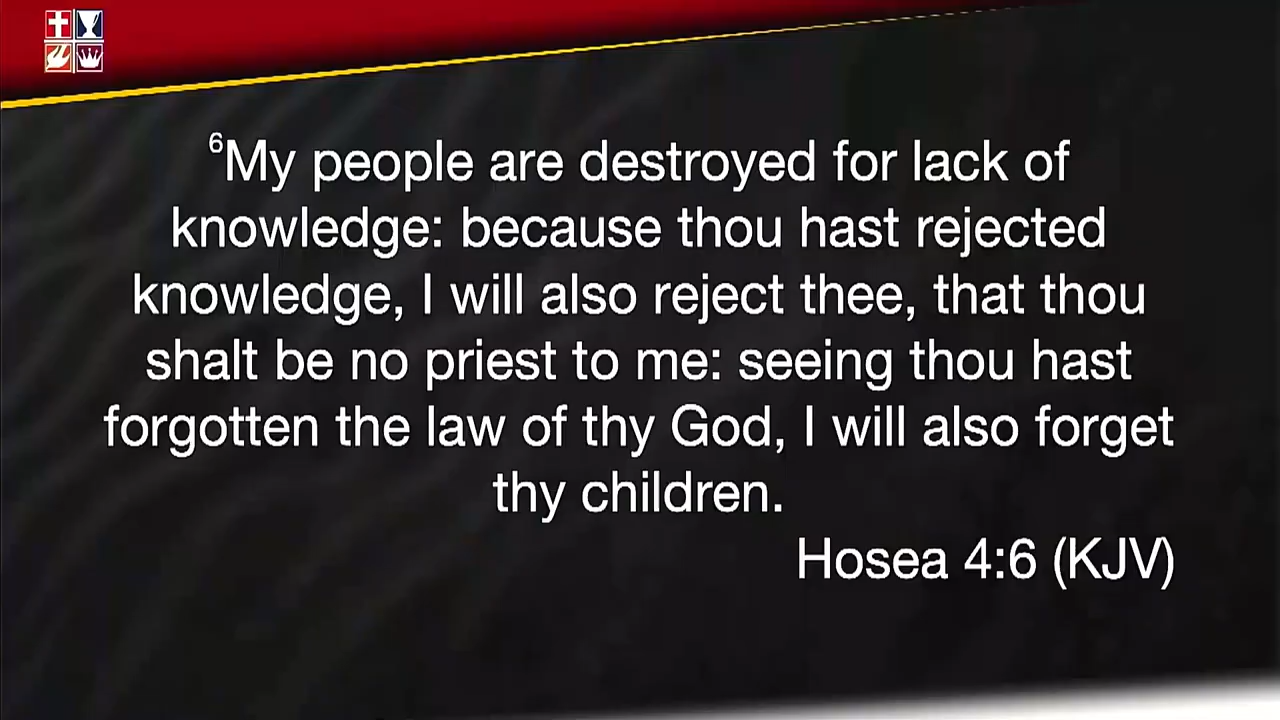 ⁶My people are destroyed for lack of
knowledge: because thou hast rejected
knowledge, I will also reject thee, that thou
shalt be no priest to me: seeing thou hast
forgotten the law of thy God, I will also forget
thy children.
Hosea 4:6 (KJV)